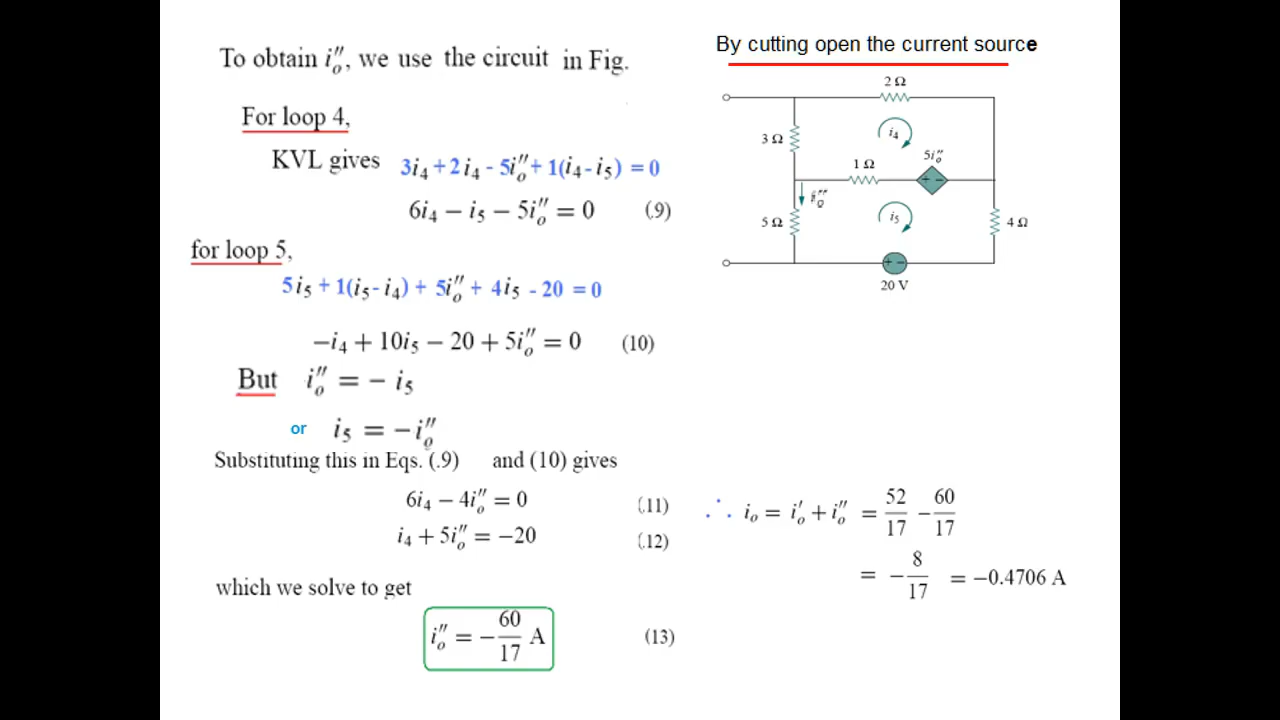 To obtain i″ₒ, we use the circuit in Fig.
For loop 4,
KVL gives 3i₄ + 2i₄ - 5i″ₒ + 1(i₄ - i₅) = 0
6i₄ − i₅ − 5i″ₒ = 0 (9)
for loop 5,
5i₅ + 1(i₅ - i₄) + 5i″ₒ + 4i₅ - 20 = 0
−i₄ + 10i₅ − 20 + 5i″ₒ = 0 (10)
But i″ₒ = − i₅
or i₅ = −i″ₒ
Substituting this in Eqs. (.9) and (10) gives
6i₄ − 4i″ₒ = 0 (.11)
i₄ + 5i″ₒ = −20 (.12)
which we solve to get
i″ₒ = − 60/17 A (13)
By cutting open the current source
2 Ω
3 Ω
i₄
1 Ω
5i″ₒ
+ −
i″ₒ
5 Ω
i₅
4 Ω
+ −
20 V
∴ iₒ = i′ₒ + i″ₒ = 52/17 − 60/17
= − 8/17 = −0.4706 A